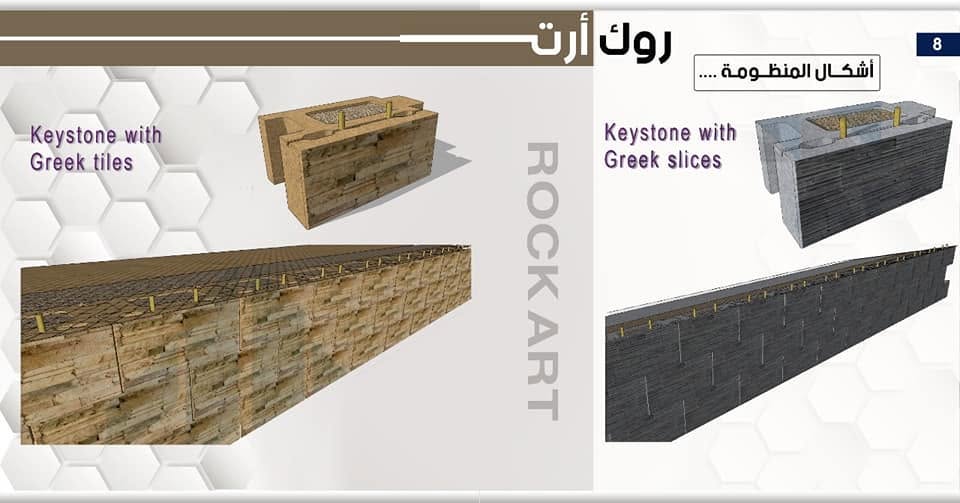 روك أرت
8
أشكال المنظومة ....
Keystone with
Greek tiles
ROCK ART
Keystone with
Greek slices